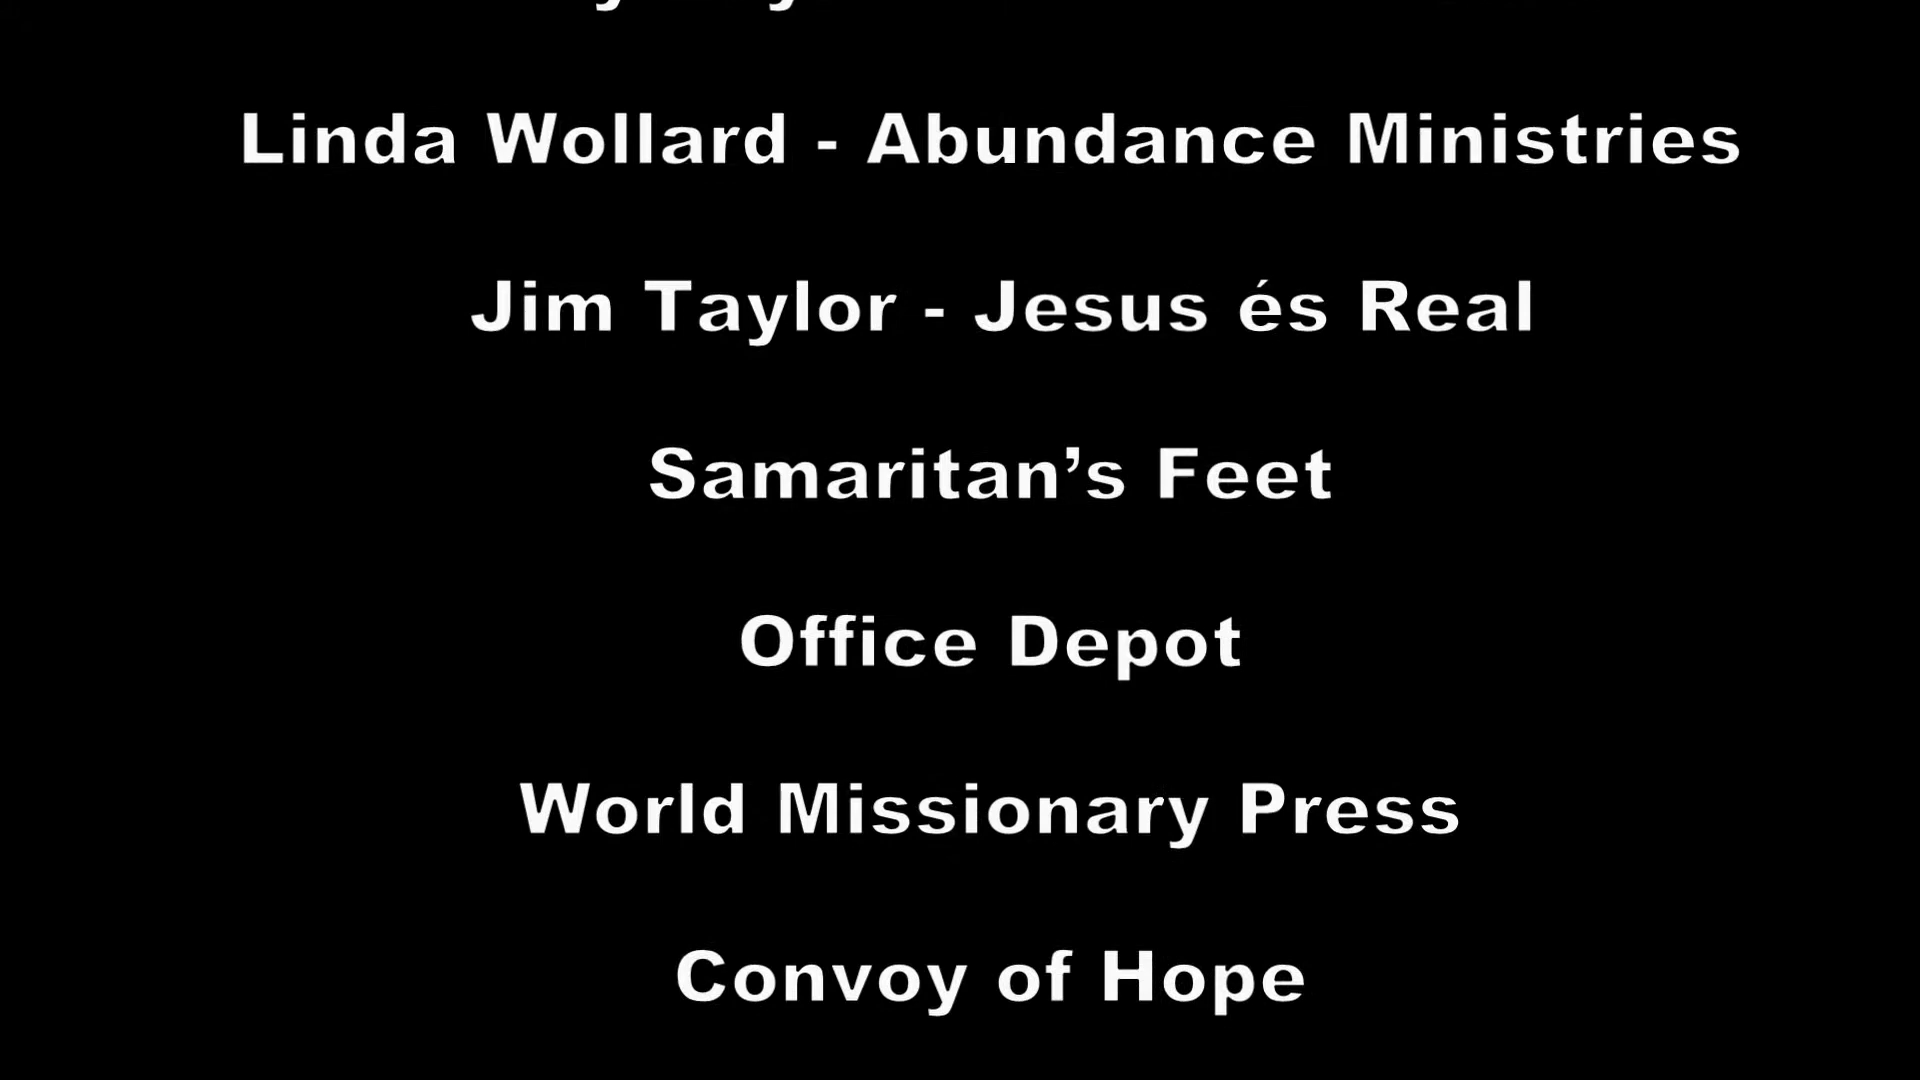 Linda Wollard - Abundance Ministries
Jim Taylor - Jesus és Real
Samaritan’s Feet
Office Depot
World Missionary Press
Convoy of Hope